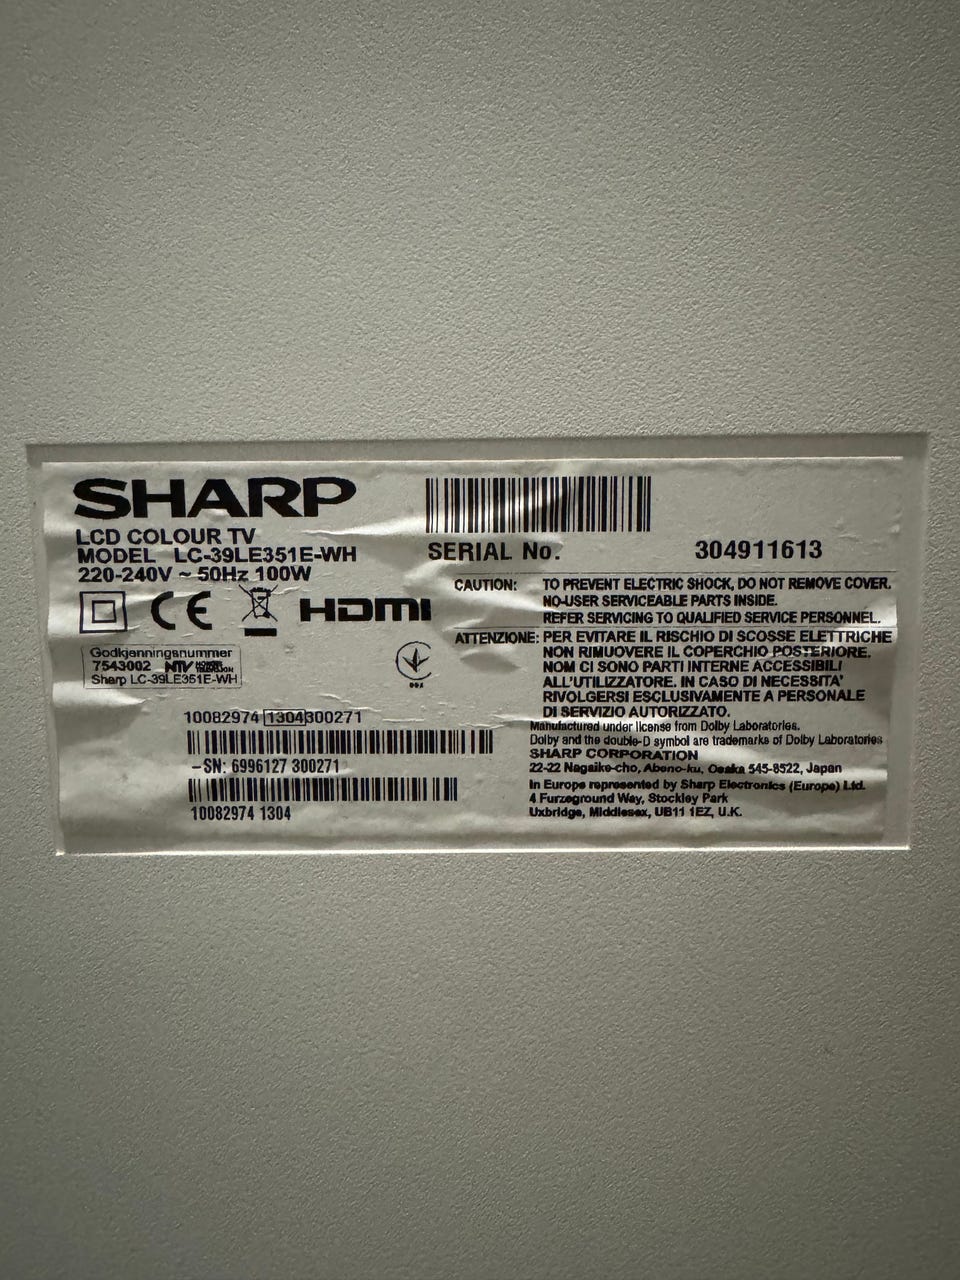 SHARP
LCD COLOUR TV
MODEL LC-39LE351E-WH
220-240V ~ 50Hz 100W
CE HDMI
Godkjenningsnummer
7543002 NTV
Sharp LC-39LE351E-WH
10082974 1304300271
-SN: 6996127 300271
10082974 1304
SERIAL No. 304911613
CAUTION: TO PREVENT ELECTRIC SHOCK, DO NOT REMOVE COVER.
NO-USER SERVICEABLE PARTS INSIDE.
REFER SERVICING TO QUALIFIED SERVICE PERSONNEL.
ATTENZIONE: PER EVITARE IL RISCHIO DI SCOSSE ELETTRICHE
NON RIMUOVERE IL COPERCHIO POSTERIORE.
NOM CI SONO PARTI INTERNE ACCESSIBILI
ALL'UTILIZZATORE. IN CASO DI NECESSITA'
RIVOLGERSI ESCLUSIVAMENTE A PERSONALE
DI SERVIZIO AUTORIZZATO.
Manufactured under license from Dolby Laboratories.
Dolby and the double-D symbol are trademarks of Dolby Laboratories
SHARP CORPORATION
22-22 Nagaike-cho, Abeno-ku, Osaka 545-8522, Japan
In Europe represented by Sharp Electronics (Europe) Ltd.
4 Furzeground Way, Stockley Park
Uxbridge, Middlesex, UB11 1EZ, U.K.